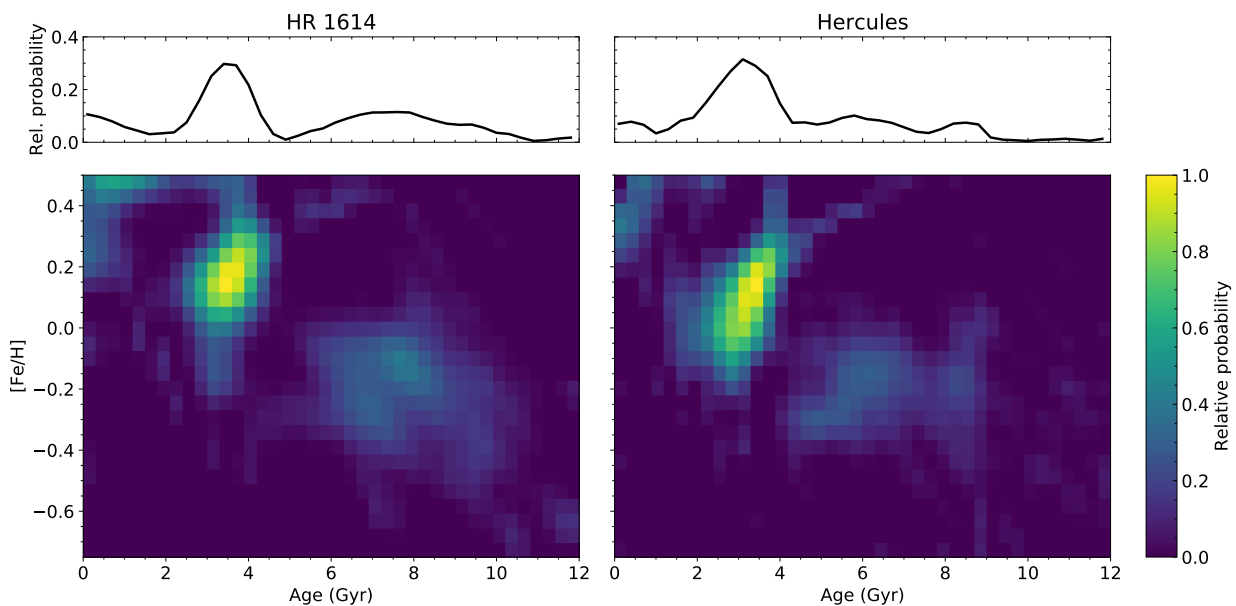 HR 1614
Hercules
Rel. probability
0.4
0.2
0.0
0.4
0.2
0.0
−0.2
−0.4
−0.6
[Fe/H]
0 2 4 6 8 10 12
Age (Gyr)
0 2 4 6 8 10 12
Age (Gyr)
1.0
0.8
0.6
0.4
0.2
0.0
Relative probability